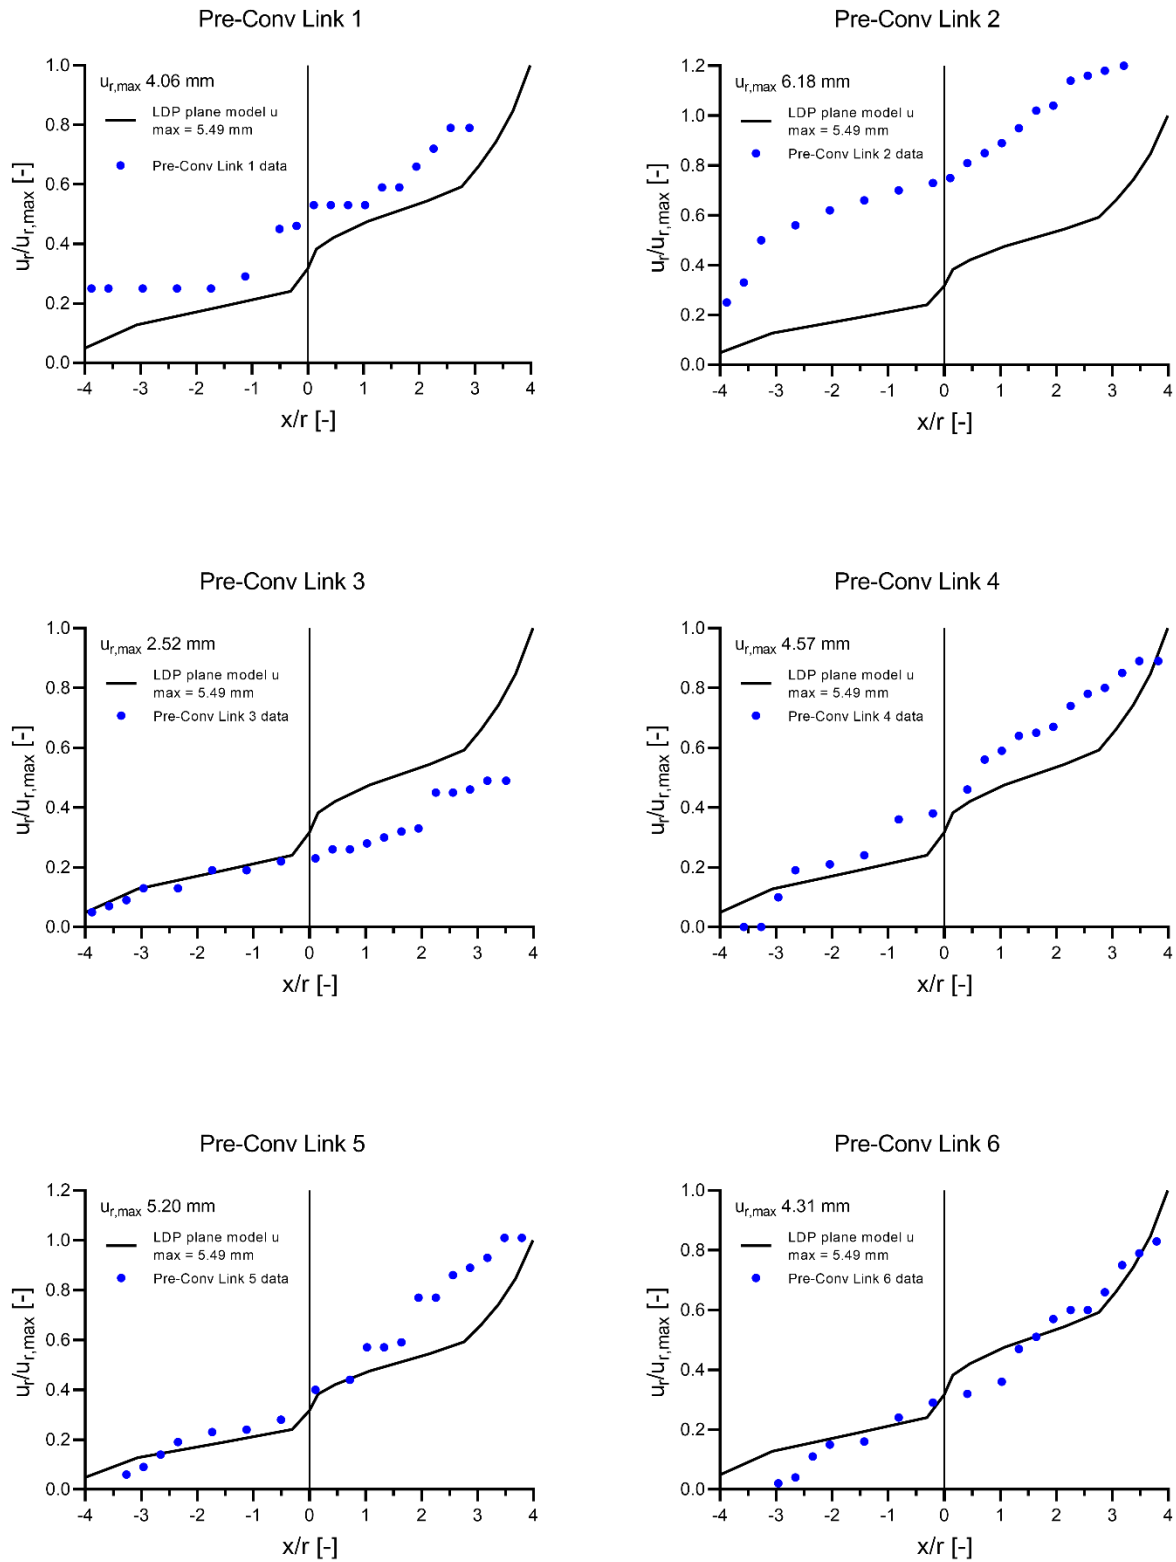 Pre-Conv Link 1
u_r,max 4.06 mm
LDP plane model u
max = 5.49 mm
Pre-Conv Link 1 data
u_r/u_r,max [-]
1.0
0.8
0.6
0.4
0.2
0.0
-4 -3 -2 -1 0 1 2 3 4
x/r [-]
Pre-Conv Link 2
u_r,max 6.18 mm
LDP plane model u
max = 5.49 mm
Pre-Conv Link 2 data
u_r/u_r,max [-]
1.2
1.0
0.8
0.6
0.4
0.2
0.0
-4 -3 -2 -1 0 1 2 3 4
x/r [-]
Pre-Conv Link 3
u_r,max 2.52 mm
LDP plane model u
max = 5.49 mm
Pre-Conv Link 3 data
u_r/u_r,max [-]
1.0
0.8
0.6
0.4
0.2
0.0
-4 -3 -2 -1 0 1 2 3 4
x/r [-]
Pre-Conv Link 4
u_r,max 4.57 mm
LDP plane model u
max = 5.49 mm
Pre-Conv Link 4 data
u_r/u_r,max [-]
1.0
0.8
0.6
0.4
0.2
0.0
-4 -3 -2 -1 0 1 2 3 4
x/r [-]
Pre-Conv Link 5
u_r,max 5.20 mm
LDP plane model u
max = 5.49 mm
Pre-Conv Link 5 data
u_r/u_r,max [-]
1.2
1.0
0.8
0.6
0.4
0.2
0.0
-4 -3 -2 -1 0 1 2 3 4
x/r [-]
Pre-Conv Link 6
u_r,max 4.31 mm
LDP plane model u
max = 5.49 mm
Pre-Conv Link 6 data
u_r/u_r,max [-]
1.0
0.8
0.6
0.4
0.2
0.0
-4 -3 -2 -1 0 1 2 3 4
x/r [-]